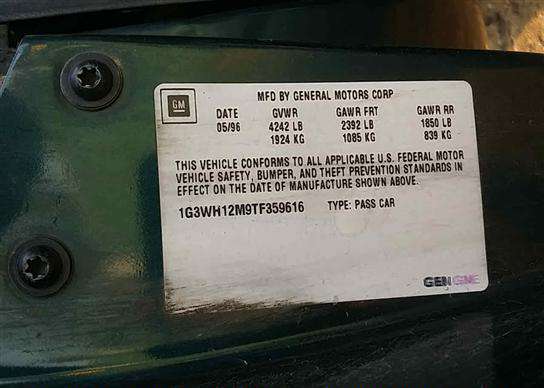 GM
MFD BY GENERAL MOTORS CORP
DATE GVWR GAWR FRT GAWR RR
05/96 4242 LB 2392 LB 1850 LB
1924 KG 1085 KG 839 KG
THIS VEHICLE CONFORMS TO ALL APPLICABLE U.S. FEDERAL MOTOR
VEHICLE SAFETY, BUMPER, AND THEFT PREVENTION STANDARDS IN
EFFECT ON THE DATE OF MANUFACTURE SHOWN ABOVE.
1G3WH12M9TF359616 TYPE: PASS CAR